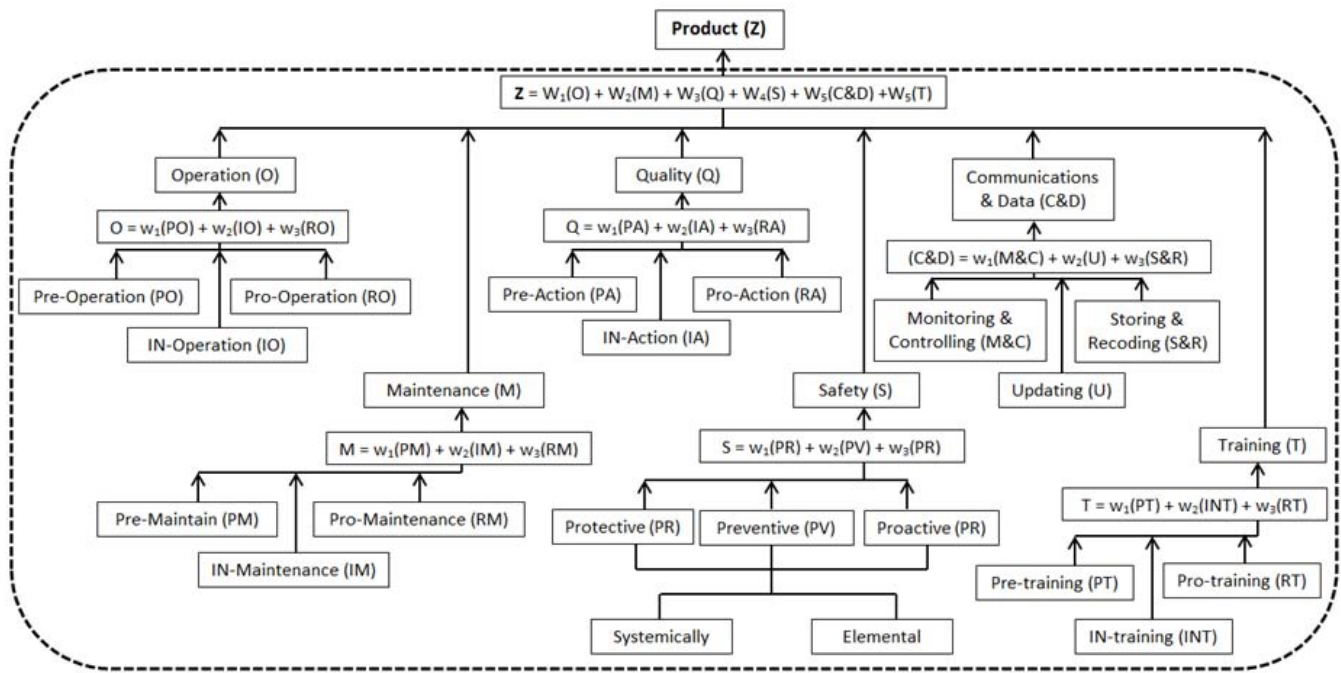 Product (Z)
Z = W₁(O) + W₂(M) + W₃(Q) + W₄(S) + W₅(C&D) +W₅(T)
Operation (O)
Quality (Q)
Communications
& Data (C&D)
O = w₁(PO) + w₂(IO) + w₃(RO)
Q = w₁(PA) + w₂(IA) + w₃(RA)
(C&D) = w₁(M&C) + w₂(U) + w₃(S&R)
Pre-Operation (PO)
Pro-Operation (RO)
IN-Operation (IO)
Pre-Action (PA)
Pro-Action (RA)
IN-Action (IA)
Monitoring &
Controlling (M&C)
Storing &
Recoding (S&R)
Updating (U)
Maintenance (M)
Safety (S)
Training (T)
M = w₁(PM) + w₂(IM) + w₃(RM)
S = w₁(PR) + w₂(PV) + w₃(PR)
T = w₁(PT) + w₂(INT) + w₃(RT)
Pre-Maintain (PM)
Pro-Maintenance (RM)
IN-Maintenance (IM)
Protective (PR)
Preventive (PV)
Proactive (PR)
Systemically
Elemental
Pre-training (PT)
Pro-training (RT)
IN-training (INT)